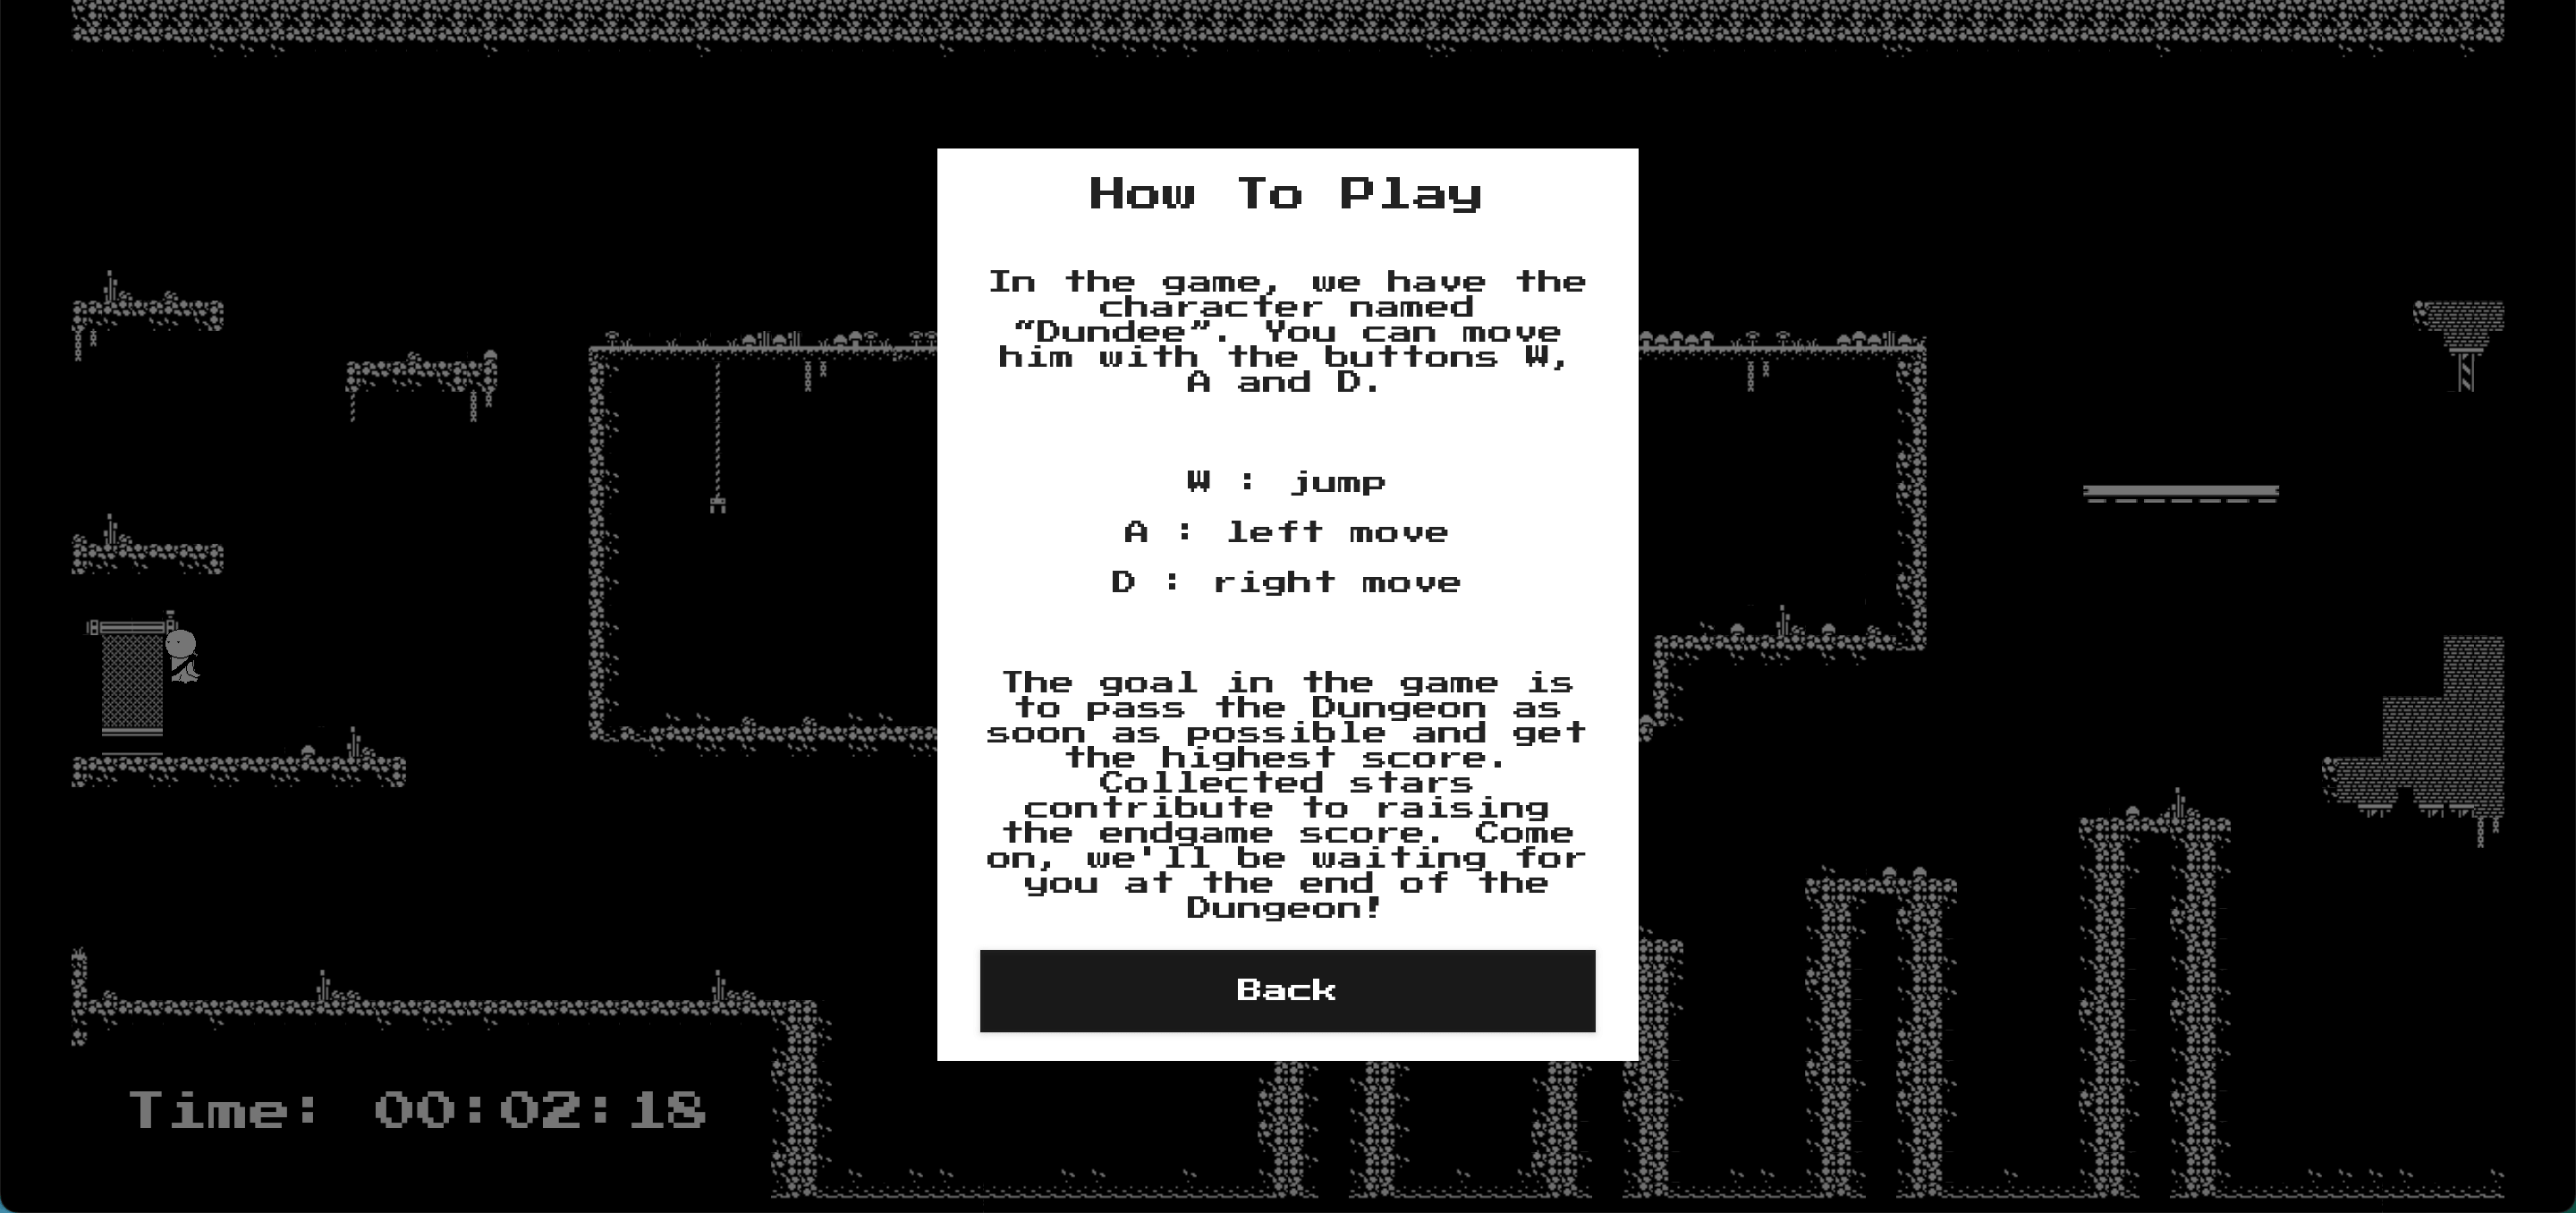 How To Play
In the game, we have the
character named
“Dundee”. You can move
him with the buttons W,
A and D.
W : jump
A : left move
D : right move
The goal in the game is
to pass the Dungeon as
soon as possible and get
the highest score.
Collected stars
contribute to raising
the endgame score. Come
on, we'll be waiting for
you at the end of the
Dungeon!
Back
Time: 00:02:18